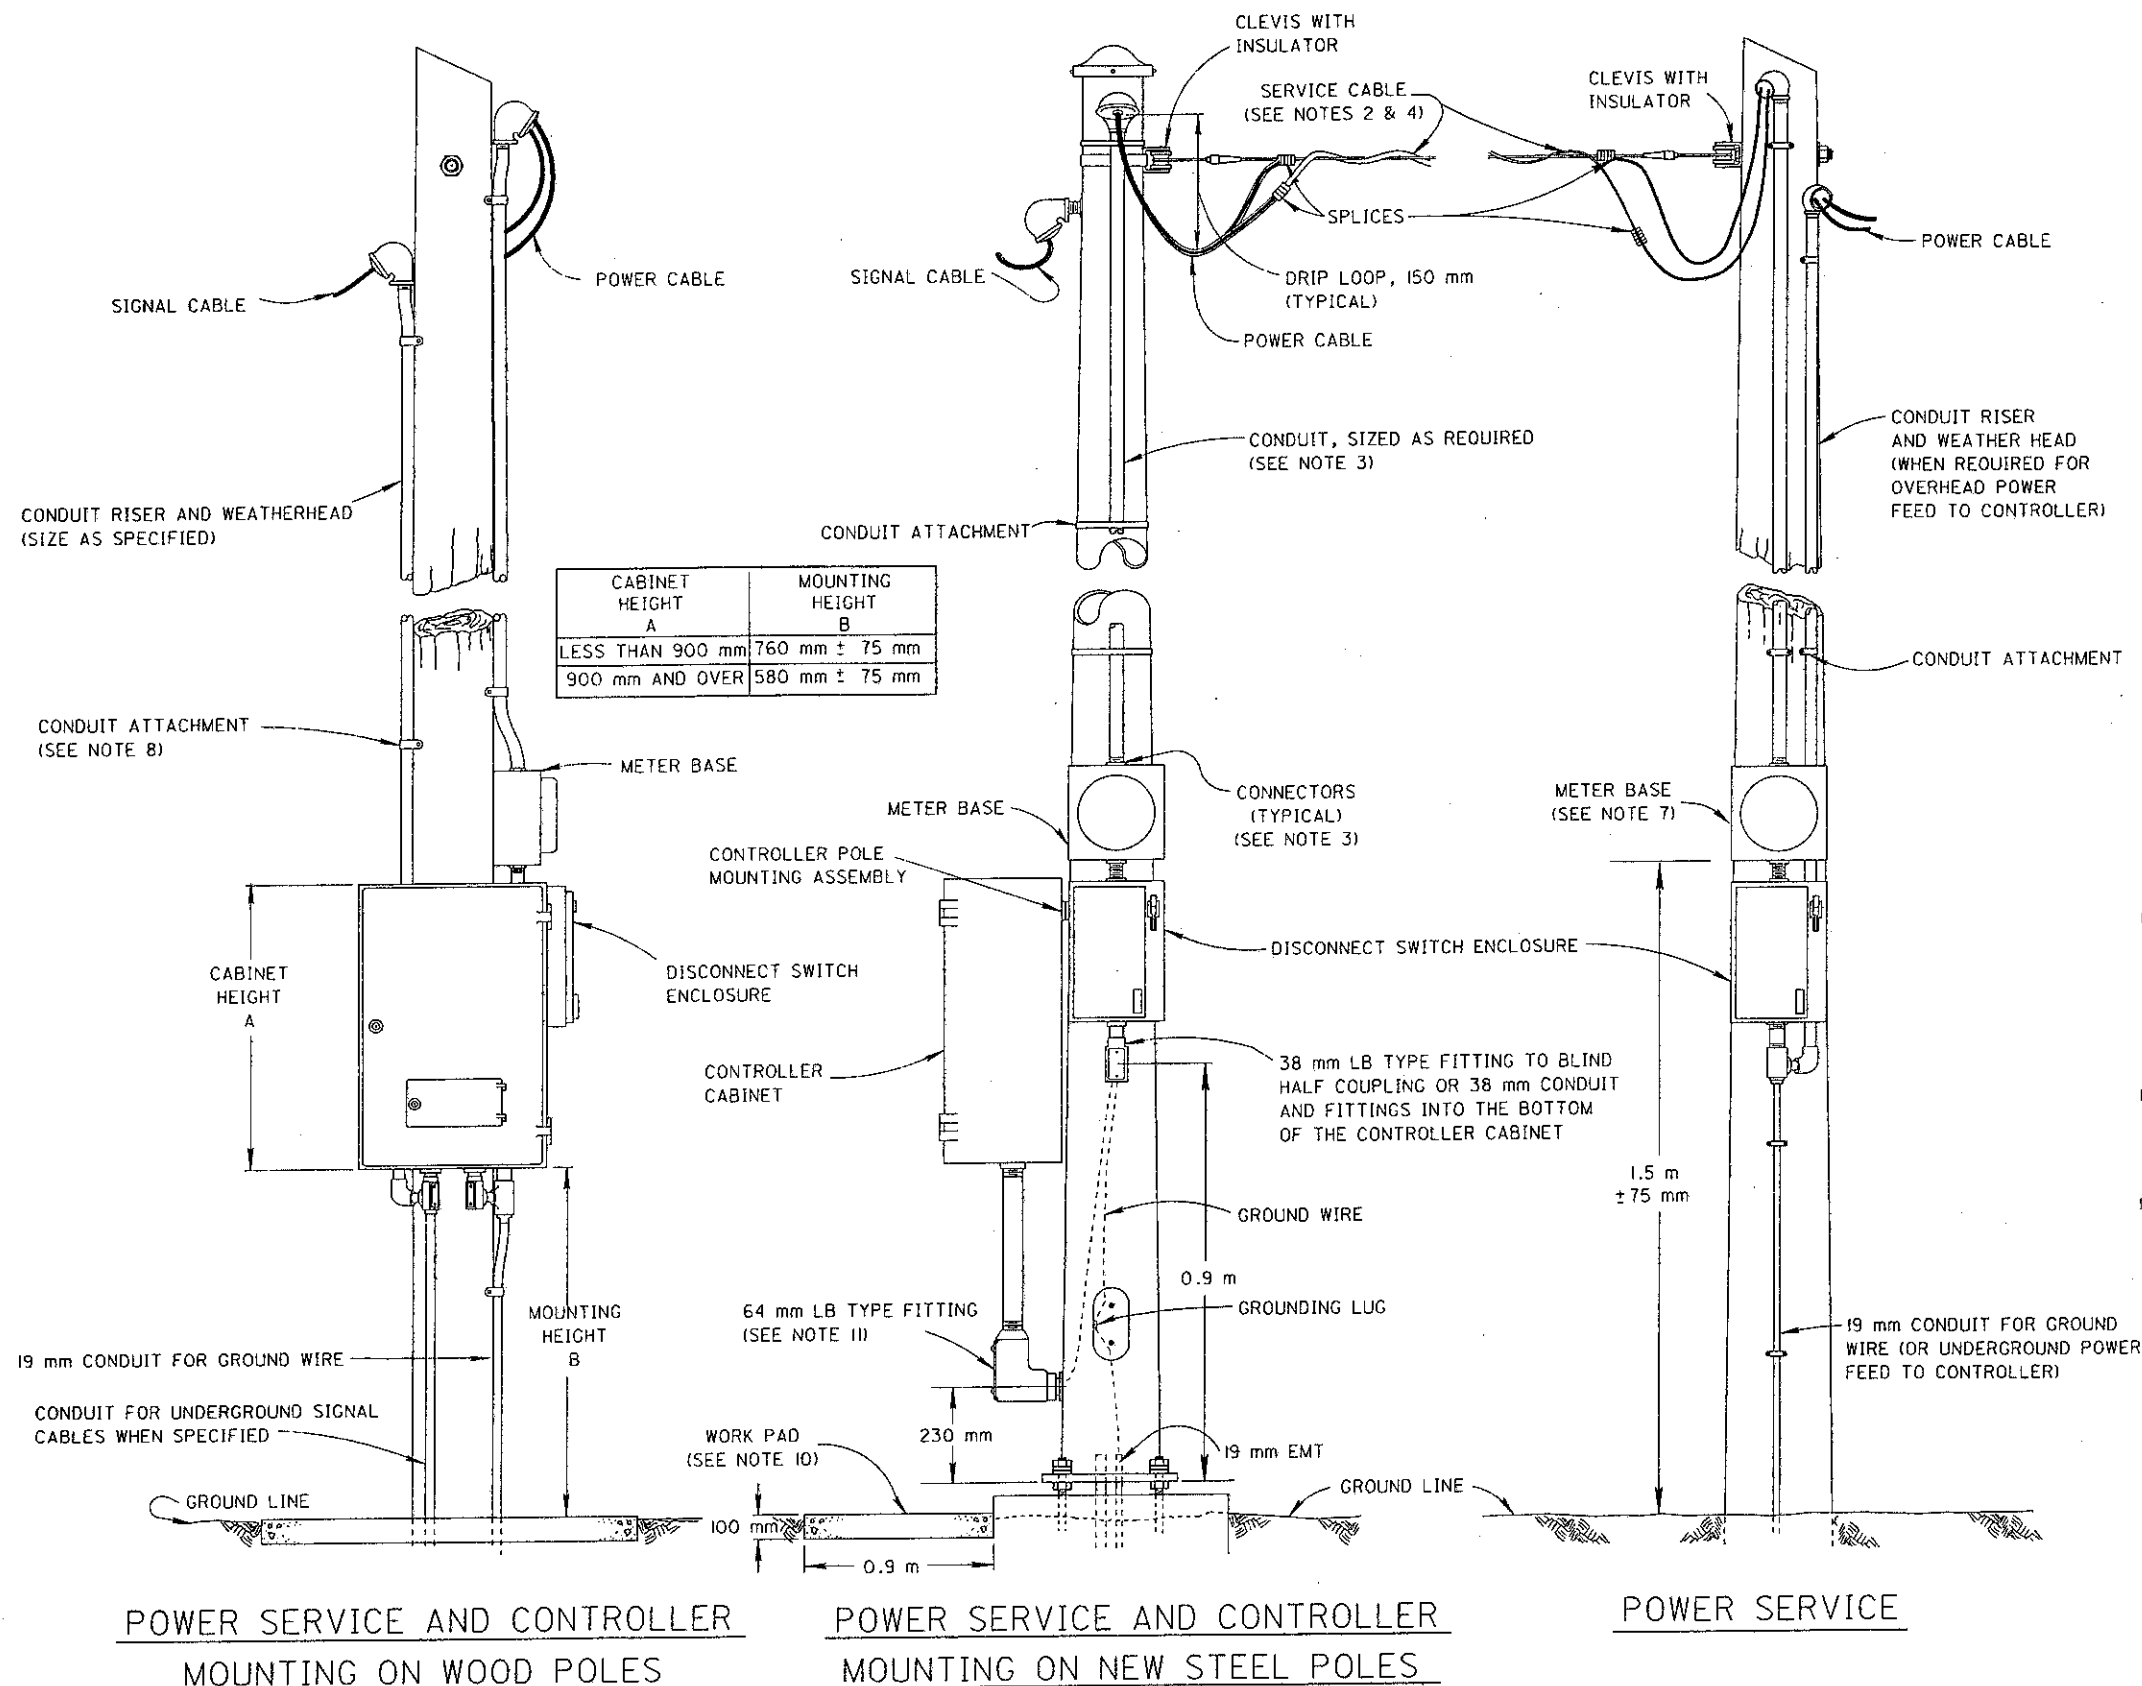 CLEVIS WITH
INSULATOR
SERVICE CABLE
(SEE NOTES 2 & 4)
CLEVIS WITH
INSULATOR
SPLICES
POWER CABLE
SIGNAL CABLE
POWER CABLE
SIGNAL CABLE
DRIP LOOP, 150 mm
(TYPICAL)
POWER CABLE
CONDUIT RISER AND WEATHERHEAD
(SIZE AS SPECIFIED)
CONDUIT, SIZED AS REQUIRED
(SEE NOTE 3)
CONDUIT ATTACHMENT
CONDUIT RISER
AND WEATHER HEAD
(WHEN REQUIRED FOR
OVERHEAD POWER
FEED TO CONTROLLER)
CABINET
HEIGHT
A
MOUNTING
HEIGHT
B
LESS THAN 900 mm 760 mm ± 75 mm
900 mm AND OVER 580 mm ± 75 mm
CONDUIT ATTACHMENT
CONDUIT ATTACHMENT
(SEE NOTE 8)
METER BASE
METER BASE
CONNECTORS
(TYPICAL)
(SEE NOTE 3)
METER BASE
(SEE NOTE 7)
CONTROLLER POLE
MOUNTING ASSEMBLY
CABINET
HEIGHT
A
DISCONNECT SWITCH
ENCLOSURE
DISCONNECT SWITCH ENCLOSURE
CONTROLLER
CABINET
38 mm LB TYPE FITTING TO BLIND
HALF COUPLING OR 38 mm CONDUIT
AND FITTINGS INTO THE BOTTOM
OF THE CONTROLLER CABINET
1.5 m
±75 mm
GROUND WIRE
0.9 m
GROUNDING LUG
MOUNTING
HEIGHT
B
64 mm LB TYPE FITTING
(SEE NOTE 11)
19 mm CONDUIT FOR GROUND WIRE
19 mm CONDUIT FOR GROUND
WIRE (OR UNDERGROUND POWER
FEED TO CONTROLLER)
CONDUIT FOR UNDERGROUND SIGNAL
CABLES WHEN SPECIFIED
WORK PAD
(SEE NOTE 10)
230 mm
19 mm EMT
GROUND LINE
GROUND LINE
100 mm
0.9 m
POWER SERVICE AND CONTROLLER
MOUNTING ON WOOD POLES
POWER SERVICE AND CONTROLLER
MOUNTING ON NEW STEEL POLES
POWER SERVICE